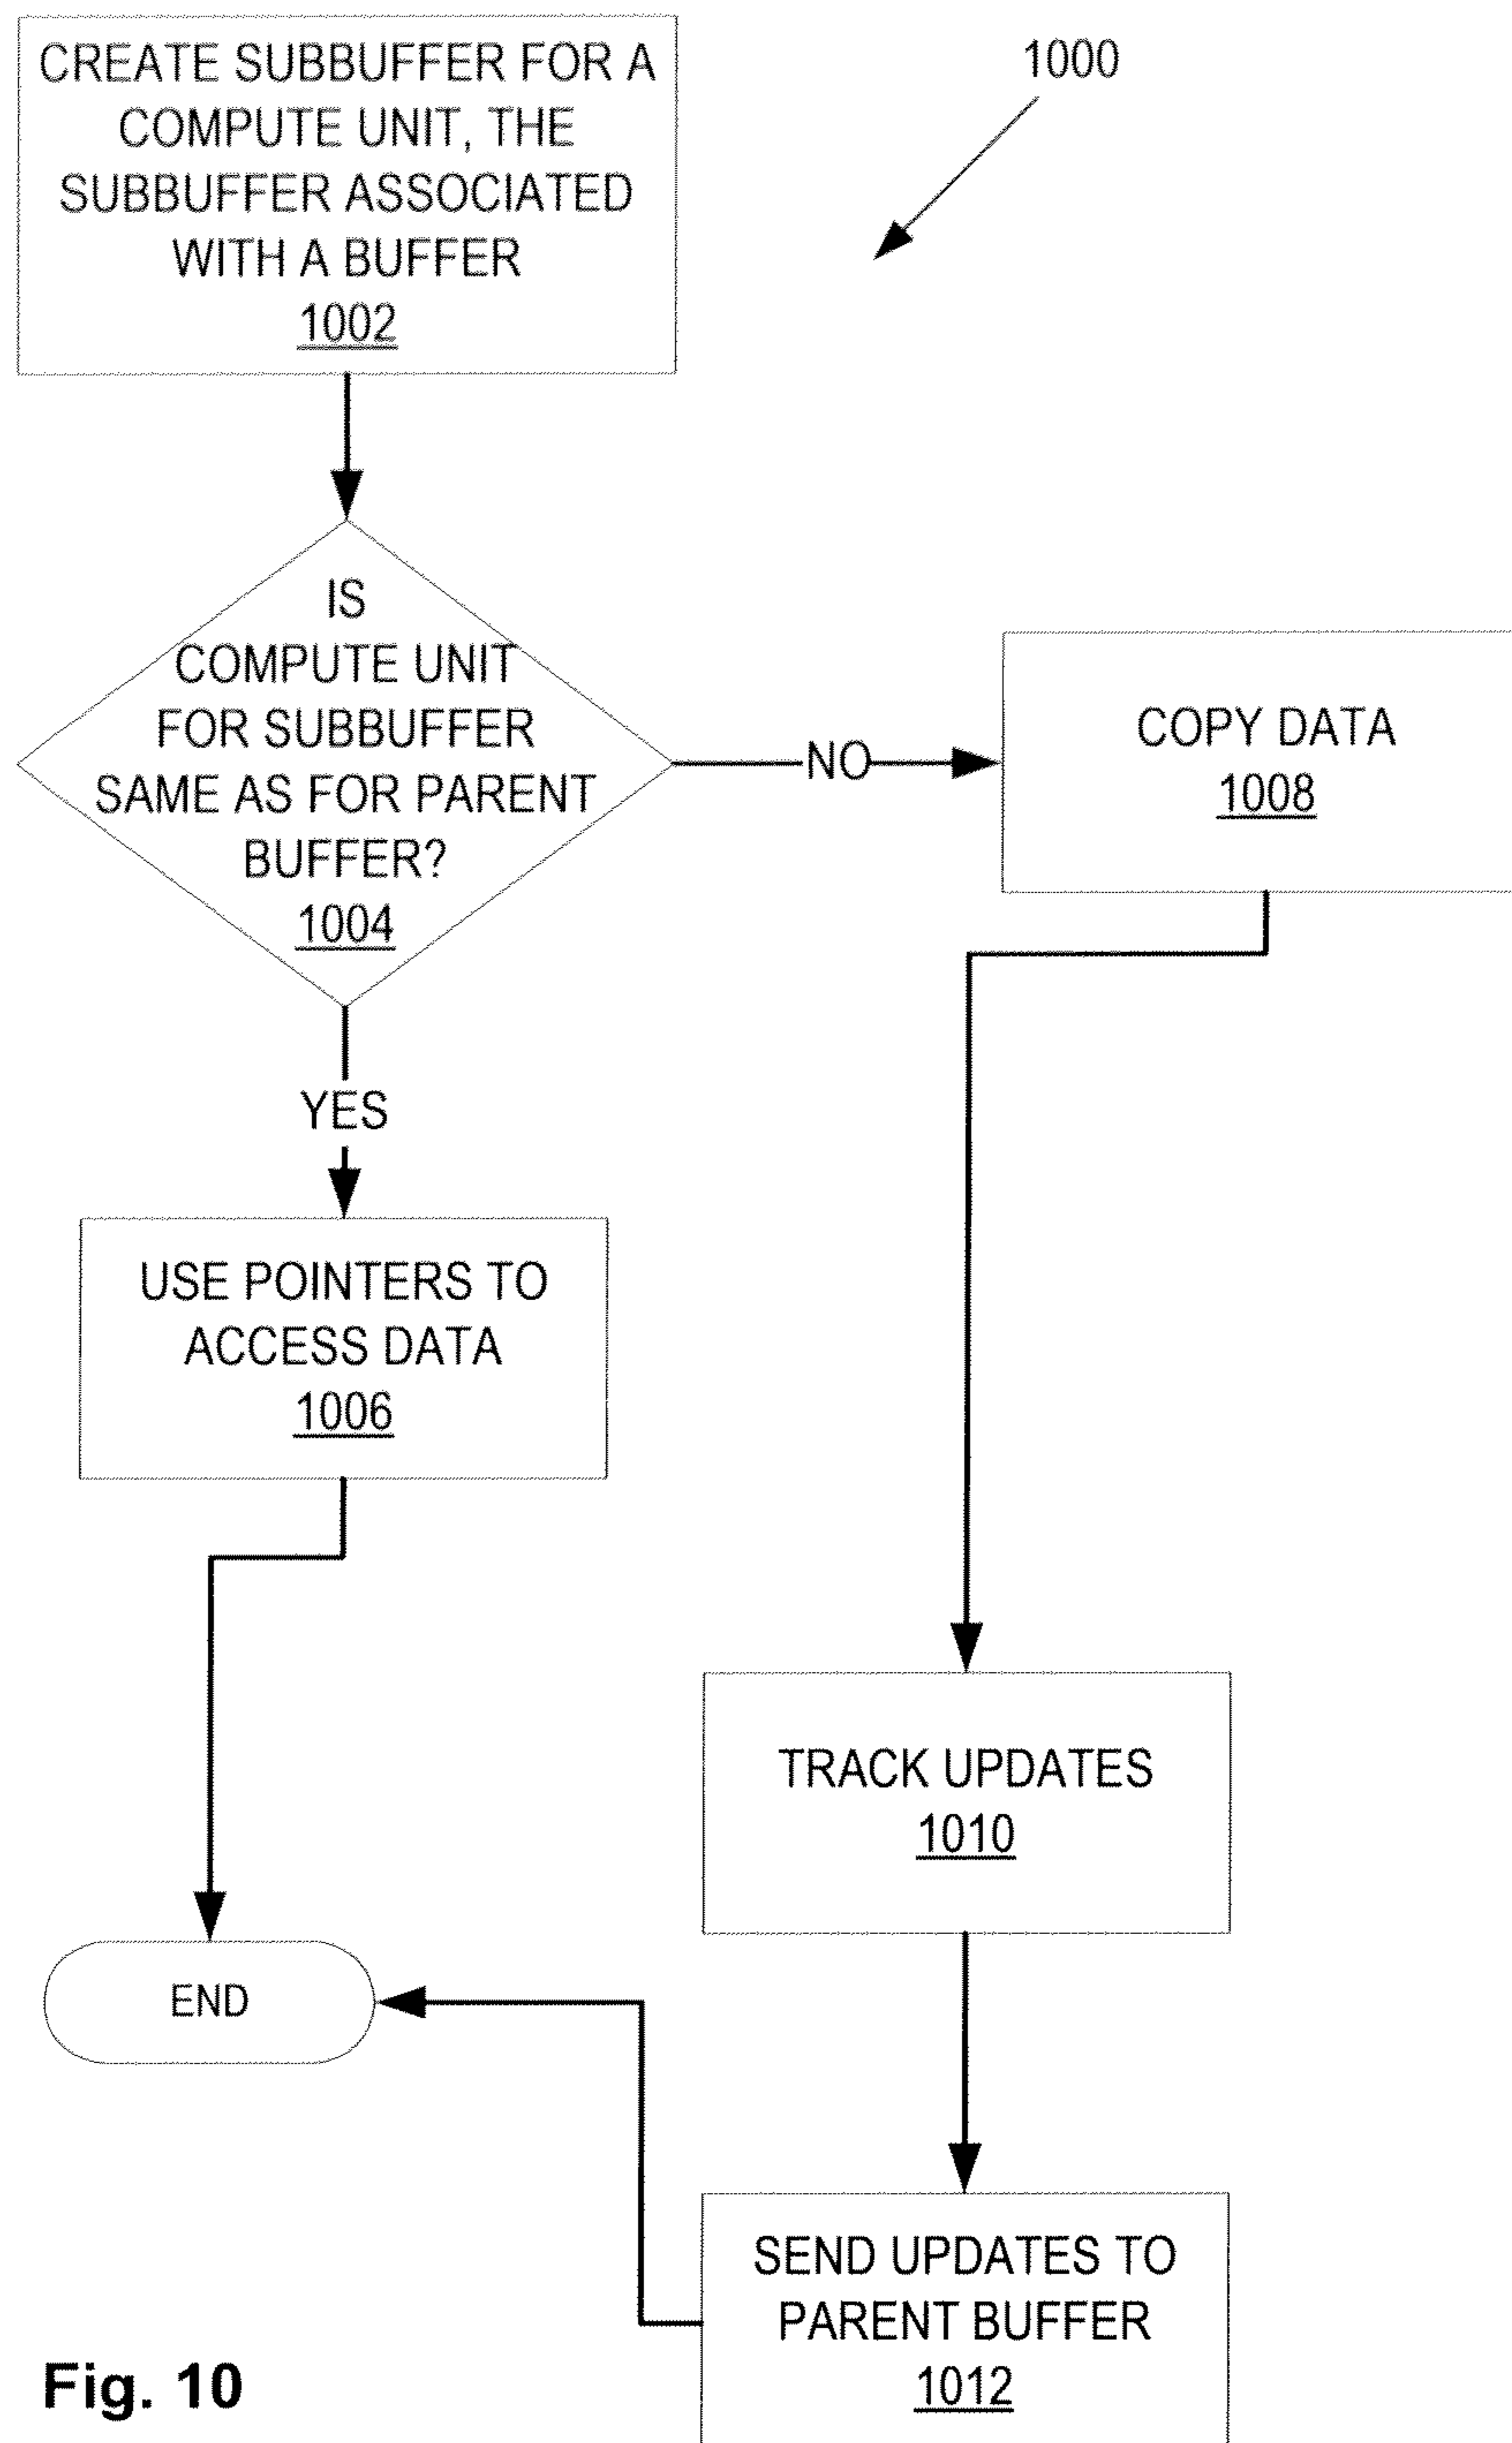 CREATE SUBBUFFER FOR A
COMPUTE UNIT, THE
SUBBUFFER ASSOCIATED
WITH A BUFFER
1002
1000
IS
COMPUTE UNIT
FOR SUBBUFFER
SAME AS FOR PARENT
BUFFER?
1004
NO
COPY DATA
1008
YES
USE POINTERS TO
ACCESS DATA
1006
TRACK UPDATES
1010
END
SEND UPDATES TO
PARENT BUFFER
1012
Fig. 10